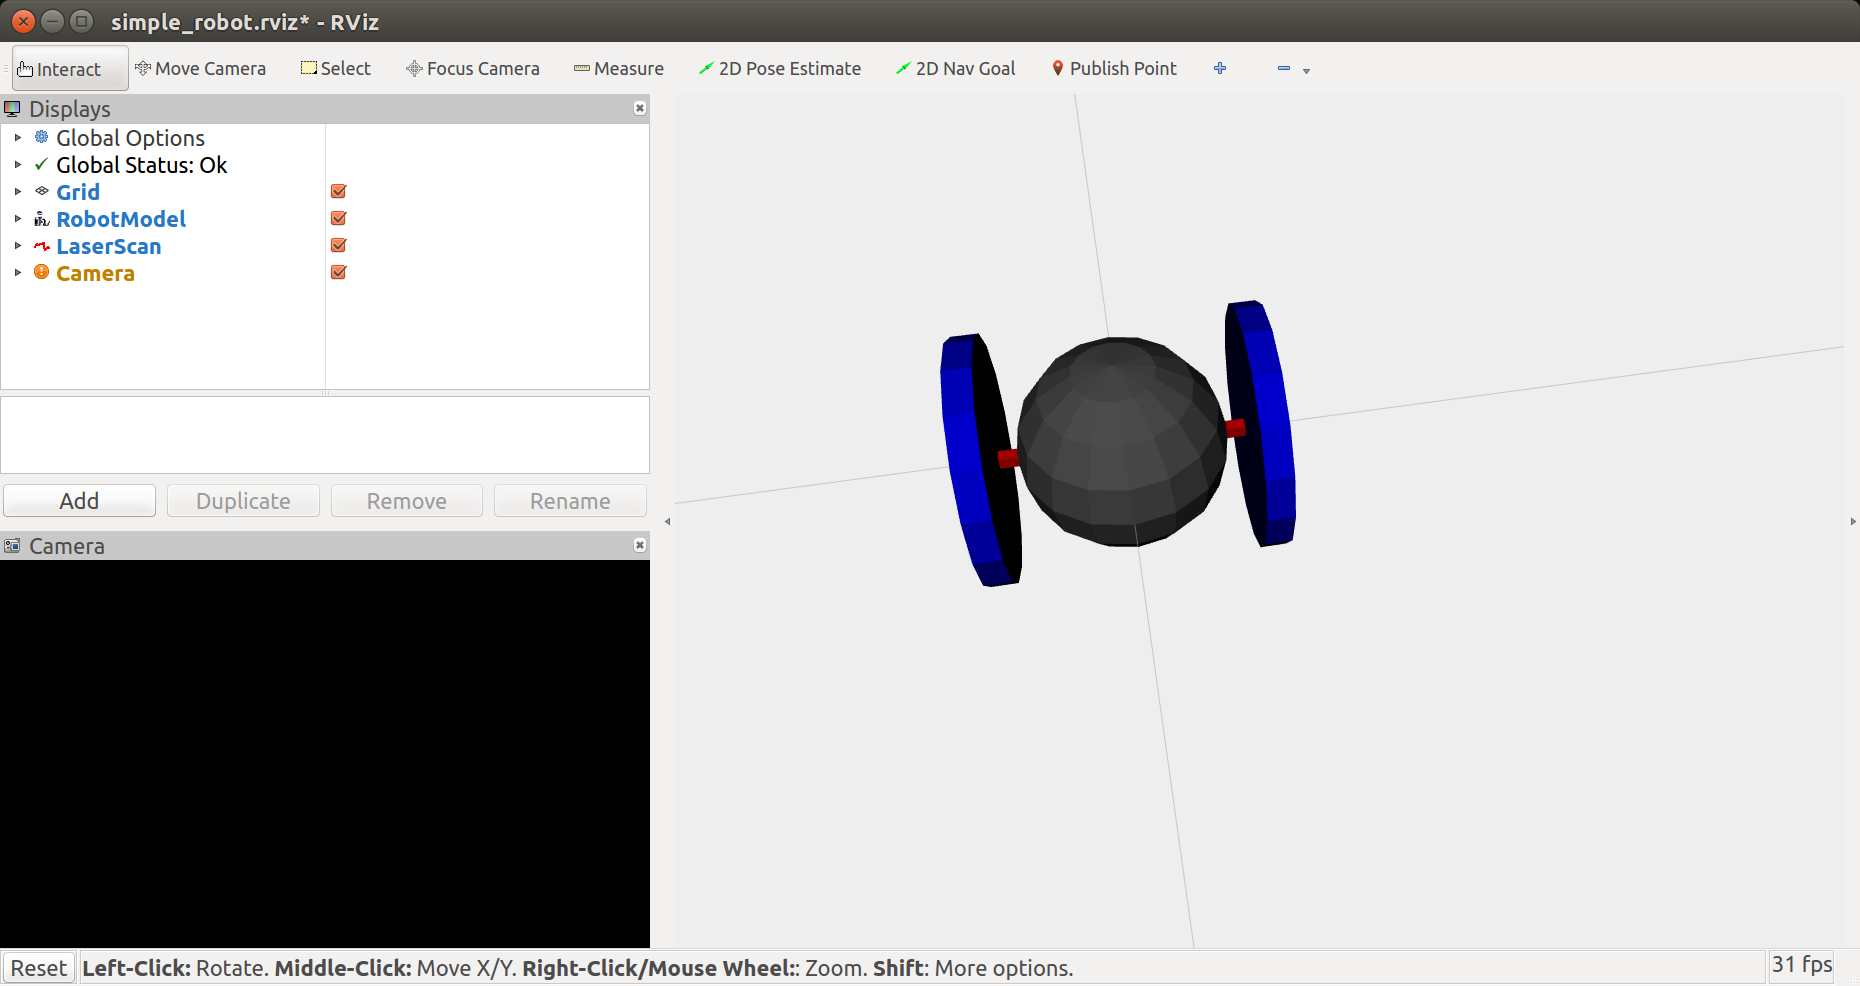 simple_robot.rviz* - RViz
Interact Move Camera Select Focus Camera Measure 2D Pose Estimate 2D Nav Goal Publish Point
Displays
Global Options
Global Status: Ok
Grid
RobotModel
LaserScan
Camera
Add Duplicate Remove Rename
Camera
Reset Left-Click: Rotate. Middle-Click: Move X/Y. Right-Click/Mouse Wheel:: Zoom. Shift: More options. 31 fps